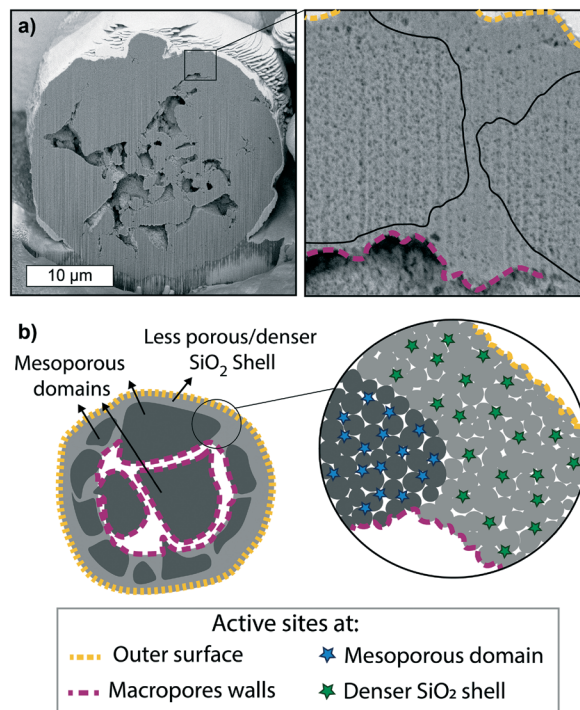 a)
10 µm
b)
Less porous/denser
SiO₂ Shell
Mesoporous
domains
Active sites at:
Outer surface
Mesoporous domain
Macropores walls
Denser SiO₂ shell